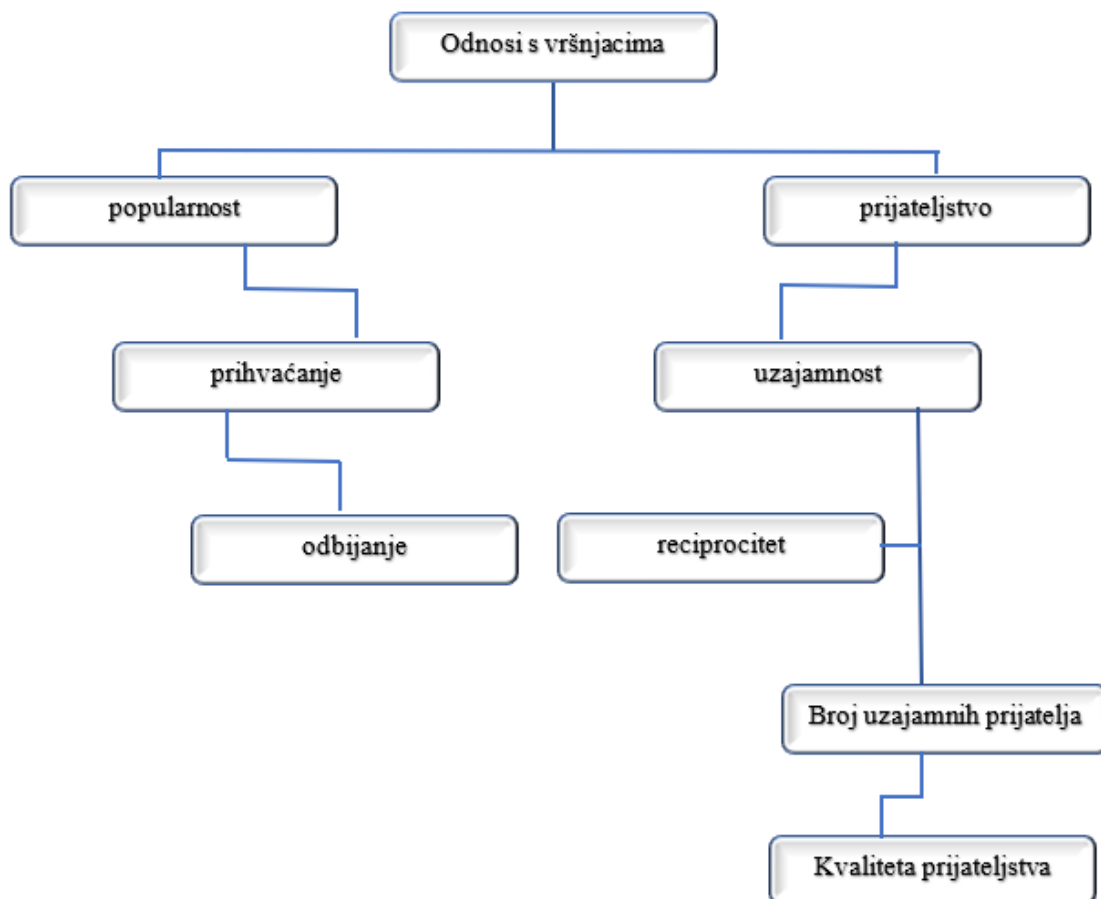 Odnosi s vršnjacima
popularnost
prijateljstvo
prihvaćanje
uzajamnost
odbijanje
reciprocitet
Broj uzajamnih prijatelja
Kvaliteta prijateljstva